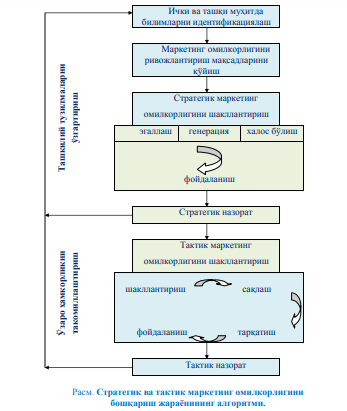 Ички ва ташқи муҳитда
билимларни идентификациялаш
Маркетинг омилкорлигини
ривожлантириш мақсадларини
қўйиш
Стратегик маркетинг
омилкорлигини шакллантириш
эгаллаш генерация халос бўлиш
фойдаланиш
Стратегик назорат
Тактик маркетинг
омилкорлигини шакллантириш
шакллантириш сақлаш
фойдаланиш тарқатиш
Тактик назорат
Ташкилий тузилмаларни
ўзгартириш
Ўзаро ҳамкорликни
такомиллаштириш
Расм. Стратегик ва тактик маркетинг омилкорлигини
бошқариш жараёнининг алгоритми.